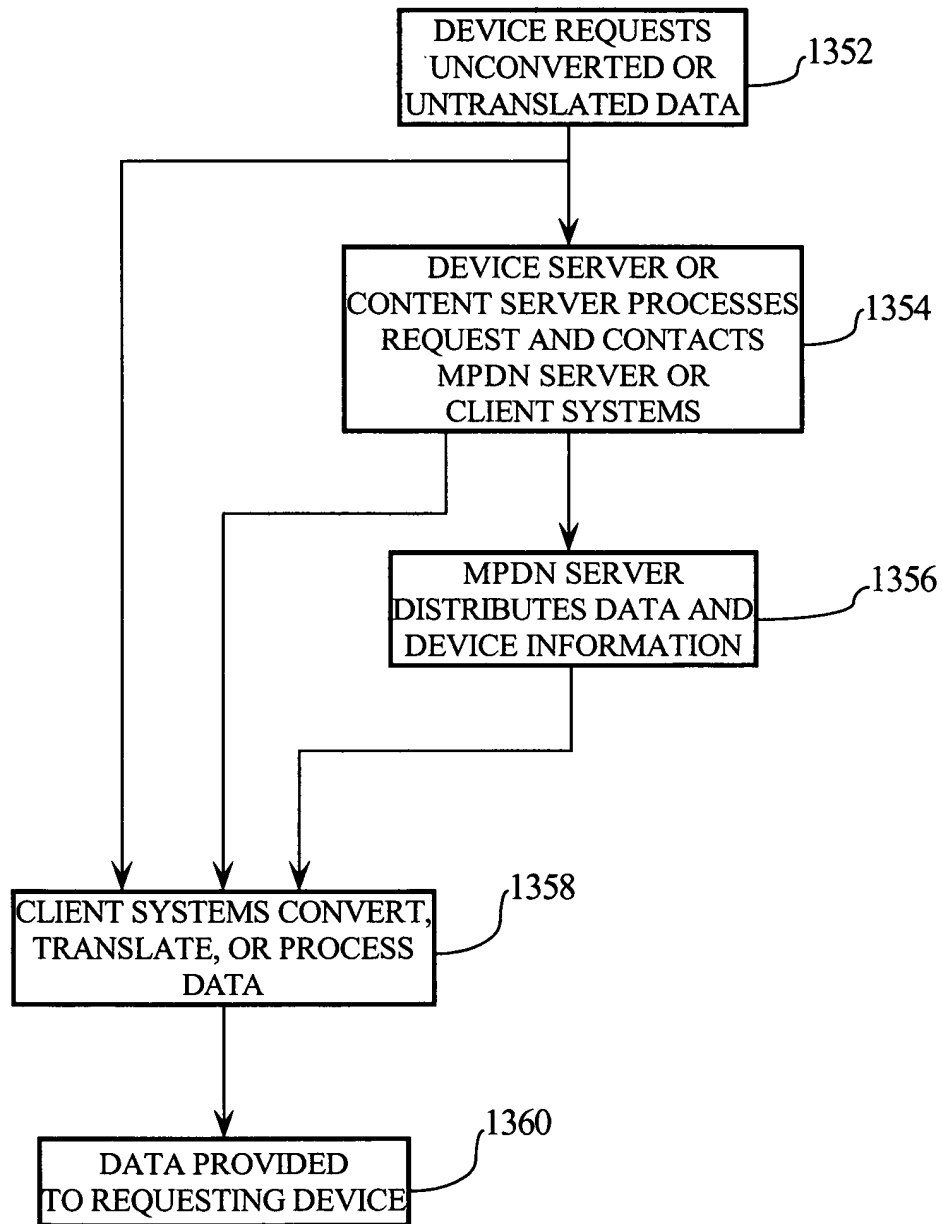 DEVICE REQUESTS
UNCONVERTED OR
UNTRANSLATED DATA
1352
DEVICE SERVER OR
CONTENT SERVER PROCESSES
REQUEST AND CONTACTS
MPDN SERVER OR
CLIENT SYSTEMS
1354
MPDN SERVER
DISTRIBUTES DATA AND
DEVICE INFORMATION
1356
CLIENT SYSTEMS CONVERT,
TRANSLATE, OR PROCESS
DATA
1358
DATA PROVIDED
TO REQUESTING DEVICE
1360